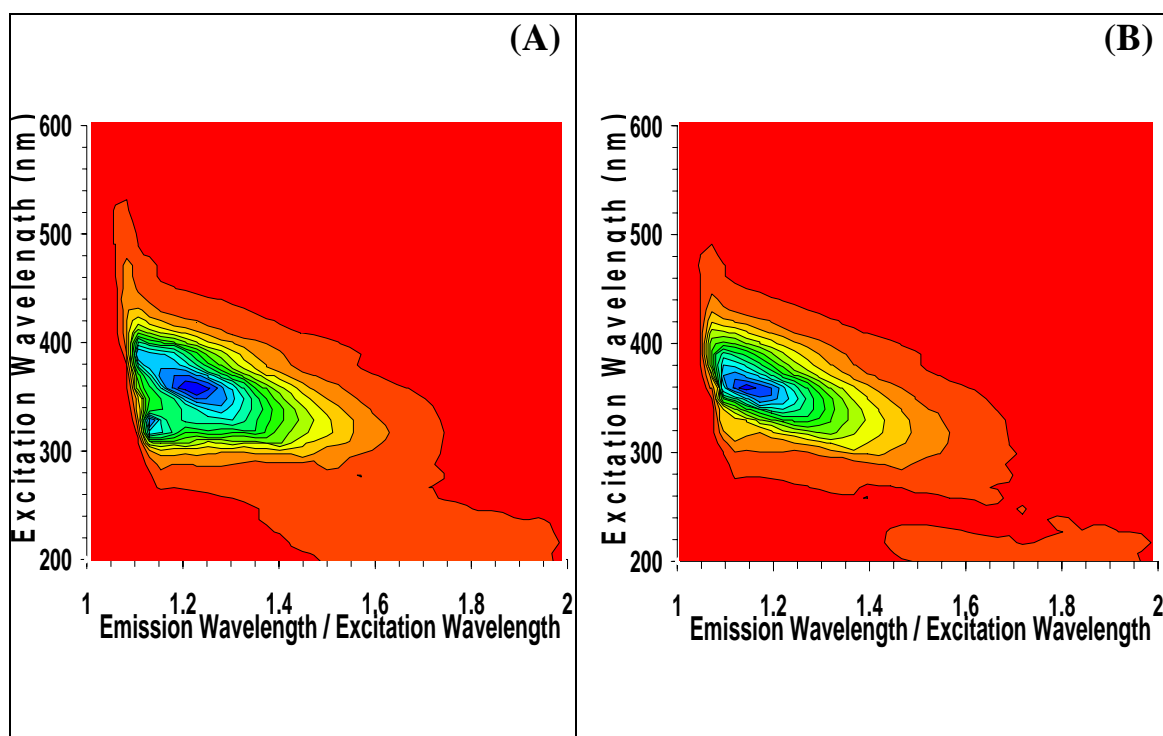 (A)
Excitation Wavelength (nm)
600
500
400
300
200
1 1.2 1.4 1.6 1.8 2
Emission Wavelength / Excitation Wavelength
(B)
Excitation Wavelength (nm)
600
500
400
300
200
1 1.2 1.4 1.6 1.8 2
Emission Wavelength / Excitation Wavelength